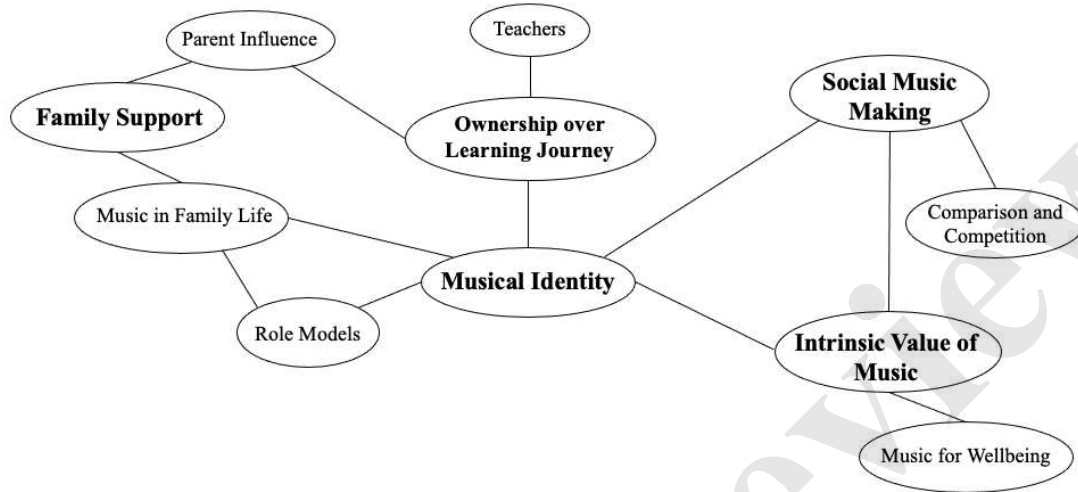 Parent Influence
Teachers
Family Support
Ownership over
Learning Journey
Social Music
Making
Music in Family Life
Comparison and
Competition
Musical Identity
Role Models
Intrinsic Value of
Music
Music for Wellbeing